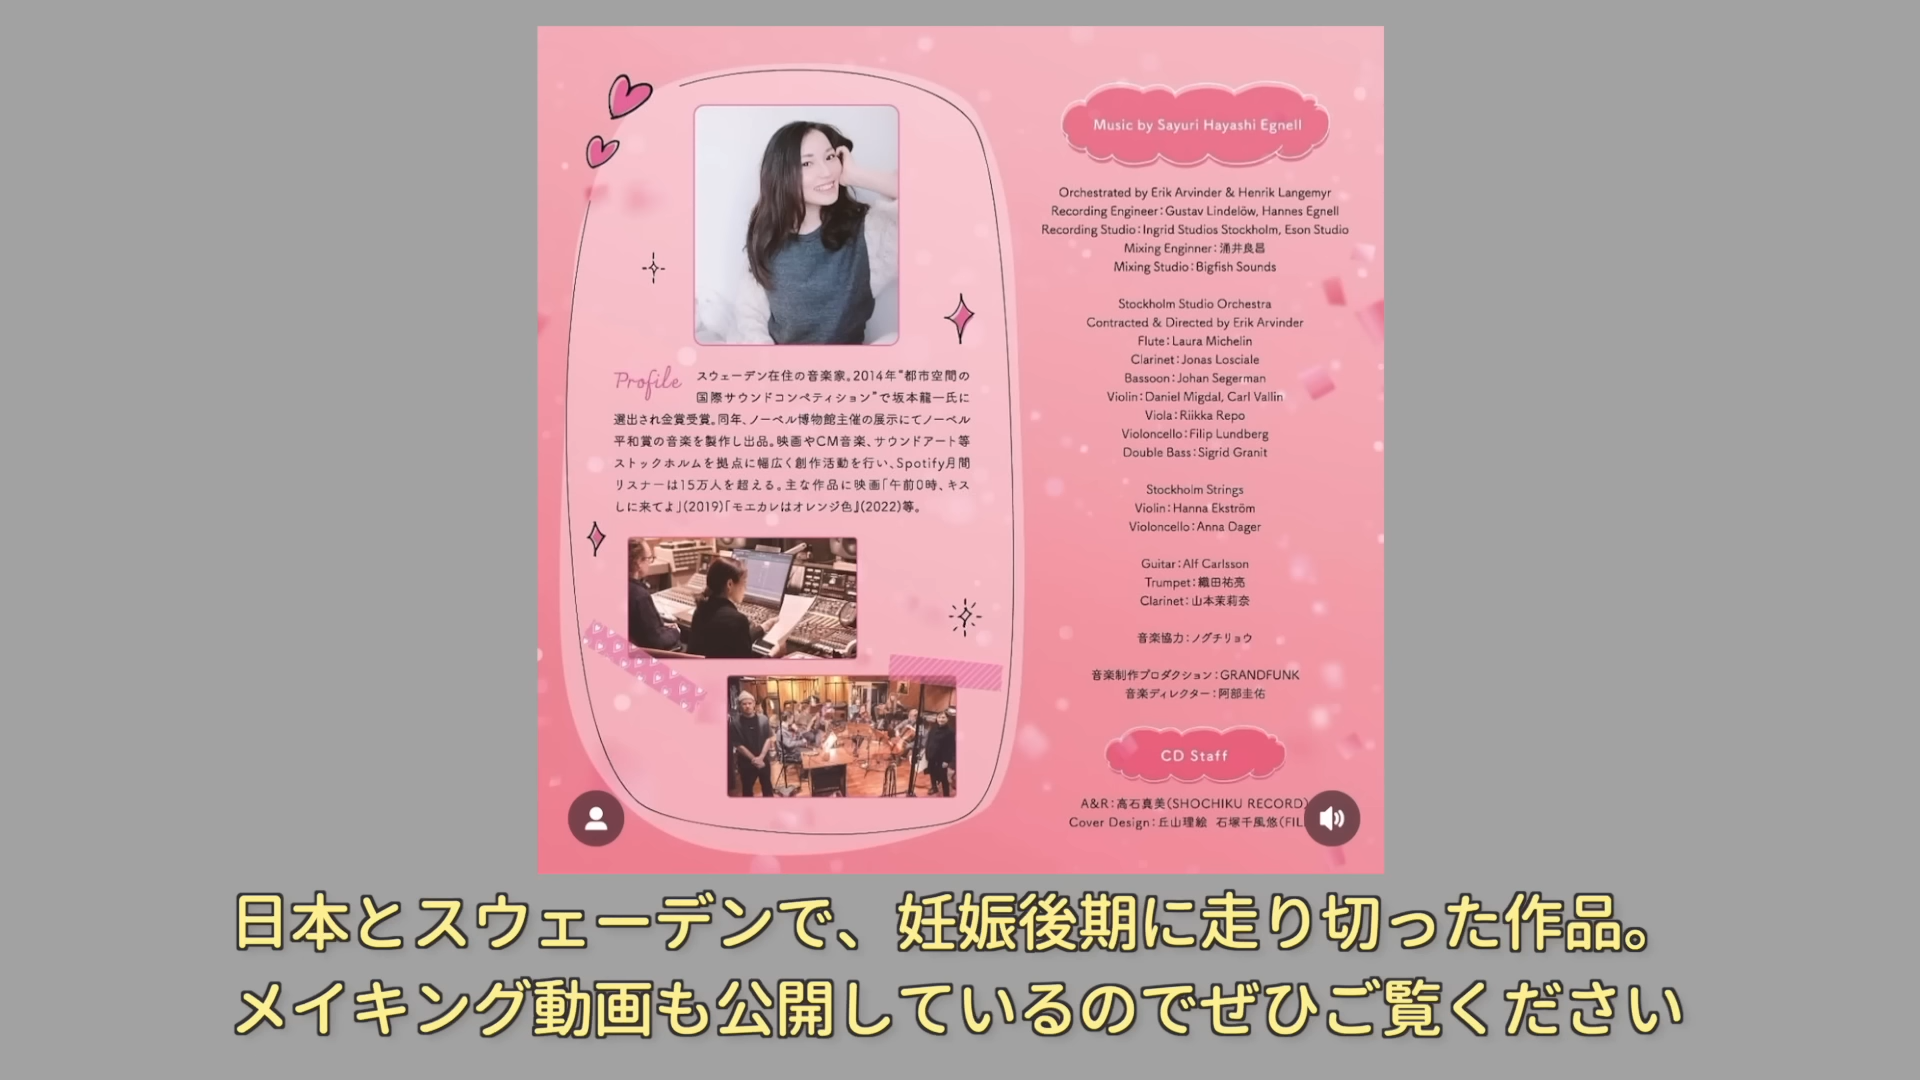 Profile
スウェーデン在住の音楽家。2014年“都市空間の
国際サウンドコンペティション”で坂本龍一氏に
選出され金賞受賞。同年、ノーベル博物館主催の展示にてノーベル
平和賞の音楽を製作し出品。映画やCM音楽、サウンドアート等
ストックホルムを拠点に幅広く創作活動を行い、Spotify月間
リスナーは15万人を超える。主な作品に映画「午前0時、キス
しに来てよ」(2019)「モエカレはオレンジ色』(2022)等。
Music by Sayuri Hayashi Egnell
Orchestrated by Erik Arvinder & Henrik Langemyr
Recording Engineer：Gustav Lindelöw, Hannes Egnell
Recording Studio：Ingrid Studios Stockholm, Eson Studio
Mixing Enginner：涌井良昌
Mixing Studio：Bigfish Sounds
Stockholm Studio Orchestra
Contracted & Directed by Erik Arvinder
Flute：Laura Michelin
Clarinet：Jonas Losciale
Bassoon：Johan Segerman
Violin：Daniel Migdal, Carl Vallin
Viola：Riikka Repo
Violoncello：Filip Lundberg
Double Bass：Sigrid Granit
Stockholm Strings
Violin：Hanna Ekström
Violoncello：Anna Dager
Guitar：Alf Carlsson
Trumpet：織田祐亮
Clarinet：山本茉莉奈
音楽協力：ノグチリョウ
音楽制作プロダクション：GRANDFUNK
音楽ディレクター：阿部圭佑
CD Staff
A&R：高石真美(SHOCHIKU RECORD)
Cover Design：丘山理絵 石塚千風悠(FIL
日本とスウェーデンで、妊娠後期に走り切った作品。
メイキング動画も公開しているのでぜひご覧ください